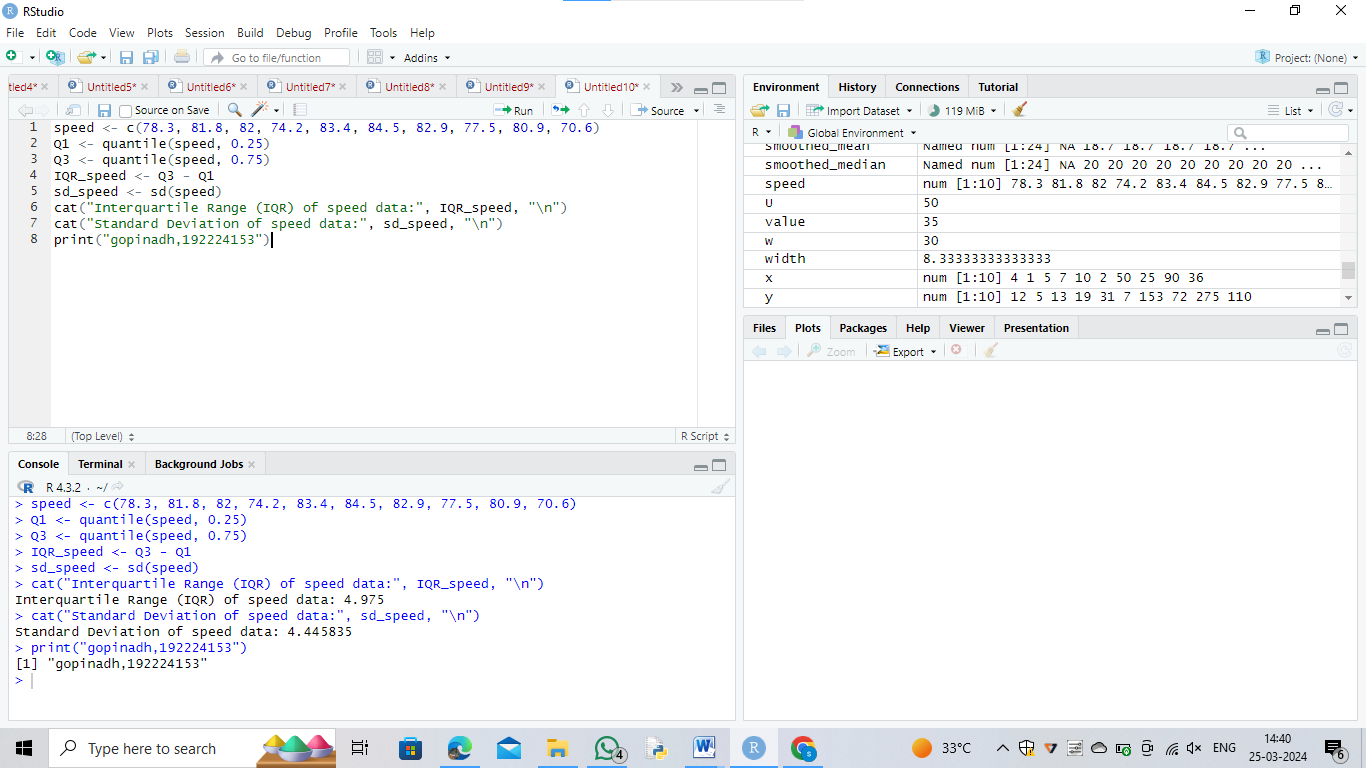 RStudio
File Edit Code View Plots Session Build Debug Profile Tools Help
Go to file/function Addins Project: (None)
tled4* Untitled5* Untitled6* Untitled7* Untitled8* Untitled9* Untitled10*
Source on Save Run Source
1 speed <- c(78.3, 81.8, 82, 74.2, 83.4, 84.5, 82.9, 77.5, 80.9, 70.6)
2 Q1 <- quantile(speed, 0.25)
3 Q3 <- quantile(speed, 0.75)
4 IQR_speed <- Q3 - Q1
5 sd_speed <- sd(speed)
6 cat("Interquartile Range (IQR) of speed data:", IQR_speed, "\n")
7 cat("Standard Deviation of speed data:", sd_speed, "\n")
8 print("gopinadh,192224153")
8:28 (Top Level) R Script
Console Terminal Background Jobs
R 4.3.2 · ~/
> speed <- c(78.3, 81.8, 82, 74.2, 83.4, 84.5, 82.9, 77.5, 80.9, 70.6)
> Q1 <- quantile(speed, 0.25)
> Q3 <- quantile(speed, 0.75)
> IQR_speed <- Q3 - Q1
> sd_speed <- sd(speed)
> cat("Interquartile Range (IQR) of speed data:", IQR_speed, "\n")
Interquartile Range (IQR) of speed data: 4.975
> cat("Standard Deviation of speed data:", sd_speed, "\n")
Standard Deviation of speed data: 4.445835
> print("gopinadh,192224153")
[1] "gopinadh,192224153"
>
Environment History Connections Tutorial
Import Dataset 119 MiB List
R Global Environment
smoothed_mean Named num [1:24] NA 18.7 18.7 18.7 18.7 ...
smoothed_median Named num [1:24] NA 20 20 20 20 20 20 20 20 20 ...
speed num [1:10] 78.3 81.8 82 74.2 83.4 84.5 82.9 77.5 8…
U 50
value 35
w 30
width 8.33333333333333
x num [1:10] 4 1 5 7 10 2 50 25 90 36
y num [1:10] 12 5 13 19 31 7 153 72 275 110
Files Plots Packages Help Viewer Presentation
Zoom Export
Type here to search 4 33°C ENG 14:40
25-03-2024 6